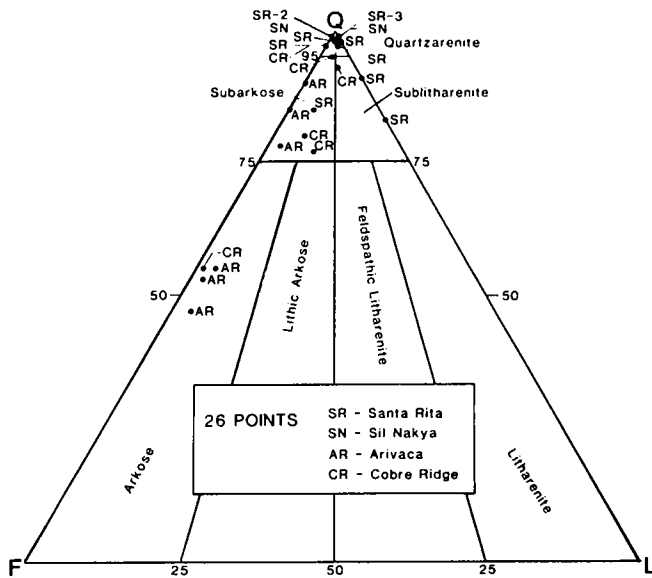 SR-2 SR-3
SN Q SN
SR SR Quartzarenite
SR
CR 95 SR
CR CR SR
AR
Subarkose SR Sublitharenite
AR SR
CR
AR CR
75 75
CR
AR
AR
50 50
AR
Lithic Arkose
Feldspathic Litharenite
26 POINTS
SR - Santa Rita
SN - Sil Nakya
AR - Arivaca
CR - Cobre Ridge
Arkose
Litharenite
F L
25 50 25